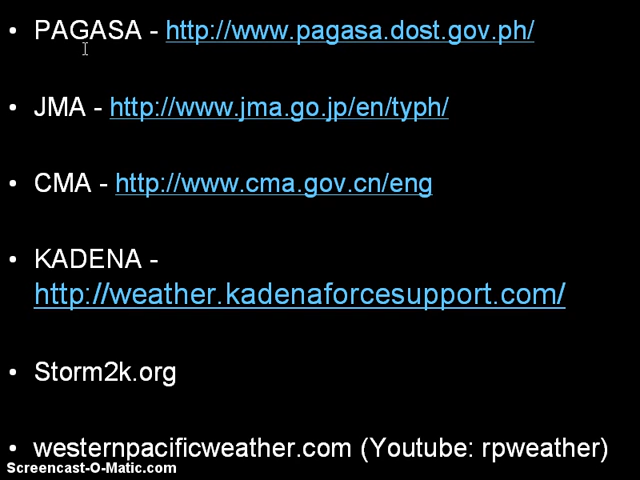 • PAGASA - http://www.pagasa.dost.gov.ph/
• JMA - http://www.jma.go.jp/en/typh/
• CMA - http://www.cma.gov.cn/eng
• KADENA -
http://weather.kadenaforcesupport.com/
• Storm2k.org
• westernpacificweather.com (Youtube: rpweather)
Screencast-O-Matic.com